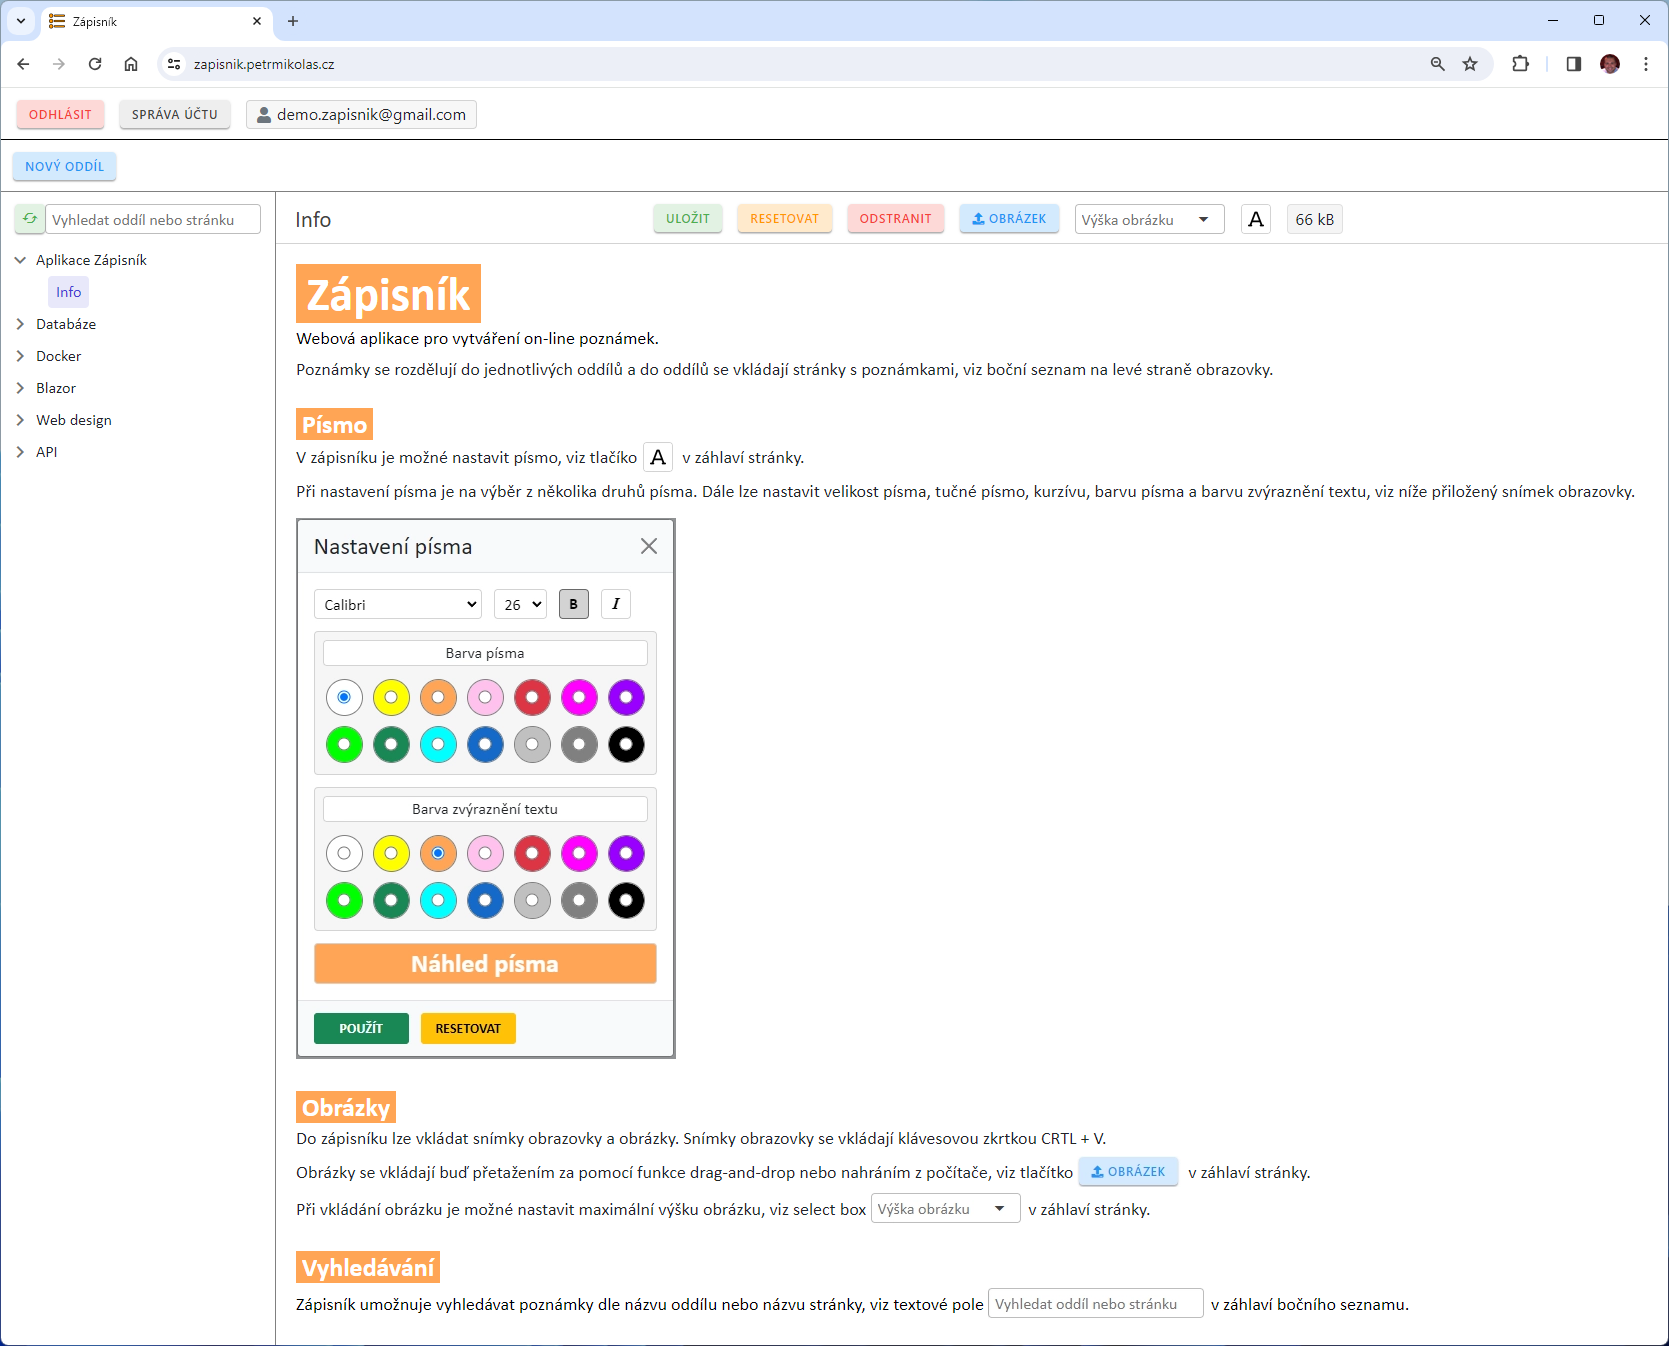 Zápisník
zapisnik.petrmikolas.cz
ODHLÁSIT SPRÁVA ÚČTU demo.zapisnik@gmail.com
NOVÝ ODDÍL
Vyhledat oddíl nebo stránku
Aplikace Zápisník
Info
Databáze
Docker
Blazor
Web design
API
Info ULOŽIT RESETOVAT ODSTRANIT OBRÁZEK Výška obrázku A 66 kB
Zápisník
Webová aplikace pro vytváření on-line poznámek.
Poznámky se rozdělují do jednotlivých oddílů a do oddílů se vkládají stránky s poznámkami, viz boční seznam na levé straně obrazovky.
Písmo
V zápisníku je možné nastavit písmo, viz tlačíko A v záhlaví stránky.
Při nastavení písma je na výběr z několika druhů písma. Dále lze nastavit velikost písma, tučné písmo, kurzívu, barvu písma a barvu zvýraznění textu, viz níže přiložený snímek obrazovky.
Nastavení písma
Calibri 26 B I
Barva písma
Barva zvýraznění textu
Náhled písma
POUŽÍT RESETOVAT
Obrázky
Do zápisníku lze vkládat snímky obrazovky a obrázky. Snímky obrazovky se vkládají klávesovou zkrtkou CRTL + V.
Obrázky se vkládají buď přetažením za pomocí funkce drag-and-drop nebo nahráním z počítače, viz tlačítko OBRÁZEK v záhlaví stránky.
Při vkládání obrázku je možné nastavit maximální výšku obrázku, viz select box Výška obrázku v záhlaví stránky.
Vyhledávání
Zápisník umožnuje vyhledávat poznámky dle názvu oddílu nebo názvu stránky, viz textové pole Vyhledat oddíl nebo stránku v záhlaví bočního seznamu.